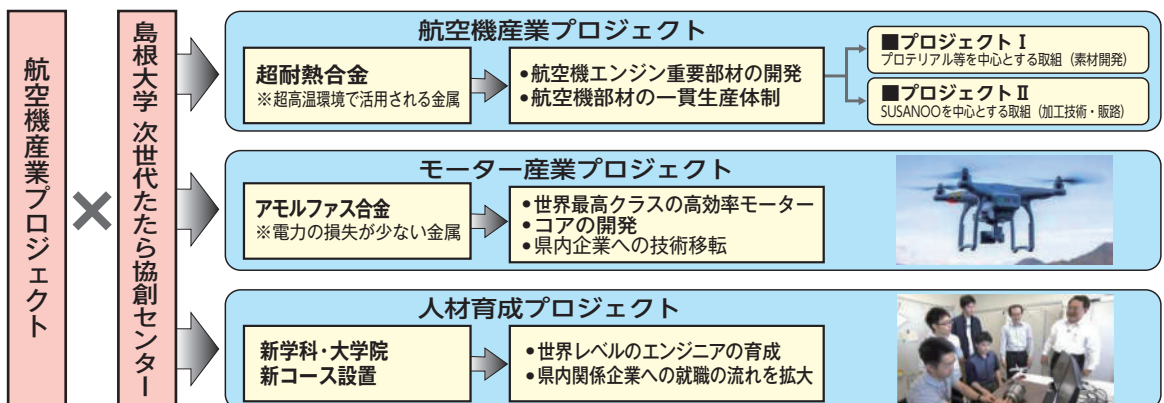 航空機産業プロジェクト
×
島根大学 次世代たたら協創センター
航空機産業プロジェクト
超耐熱合金
※超高温環境で活用される金属
●航空機エンジン重要部材の開発
●航空機部材の一貫生産体制
■プロジェクトⅠ
プロテリアル等を中心とする取組（素材開発）
■プロジェクトⅡ
SUSANOOを中心とする取組（加工技術・販路）
モーター産業プロジェクト
アモルファス合金
※電力の損失が少ない金属
●世界最高クラスの高効率モーター
●コアの開発
●県内企業への技術移転
人材育成プロジェクト
新学科・大学院
新コース設置
●世界レベルのエンジニアの育成
●県内関係企業への就職の流れを拡大